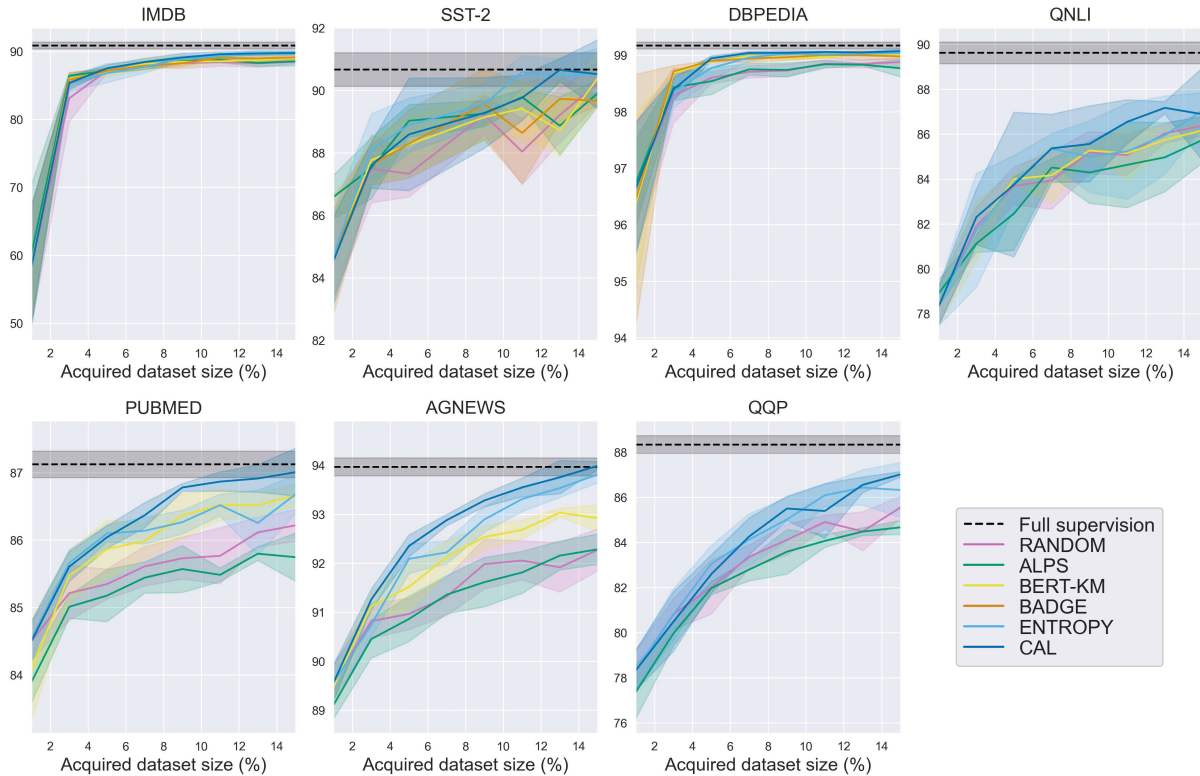 IMDB
SST-2
DBPEDIA
QNLI
90
80
70
60
50
2 4 6 8 10 12 14
Acquired dataset size (%)
92
90
88
86
84
82
2 4 6 8 10 12 14
Acquired dataset size (%)
99
98
97
96
95
94
2 4 6 8 10 12 14
Acquired dataset size (%)
90
88
86
84
82
80
78
2 4 6 8 10 12 14
Acquired dataset size (%)
PUBMED
AGNEWS
QQP
87
86
85
84
2 4 6 8 10 12 14
Acquired dataset size (%)
94
93
92
91
90
89
2 4 6 8 10 12 14
Acquired dataset size (%)
88
86
84
82
80
78
76
2 4 6 8 10 12 14
Acquired dataset size (%)
Full supervision
RANDOM
ALPS
BERT-KM
BADGE
ENTROPY
CAL